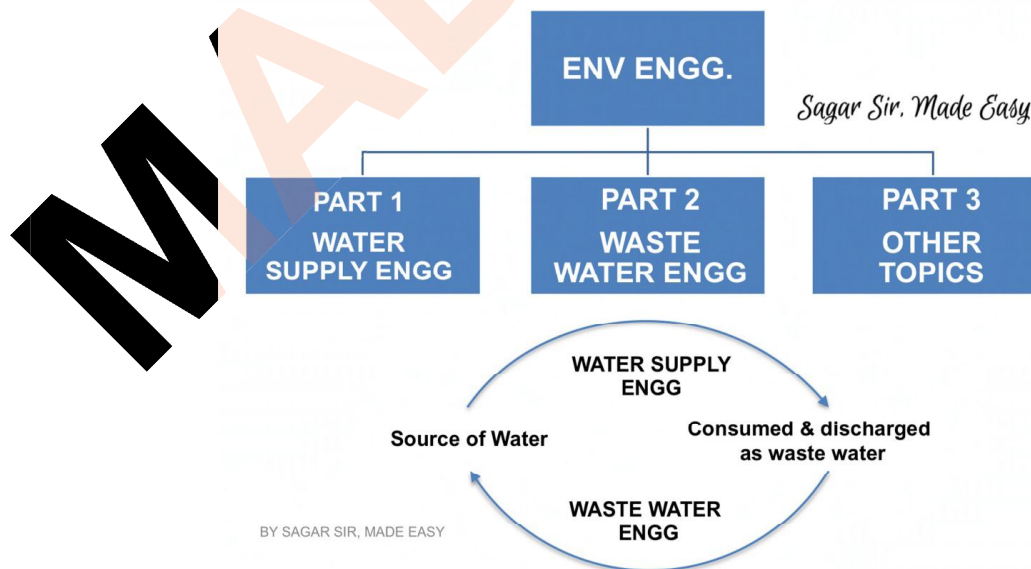 ENV ENGG.
Sagar Sir, Made Easy
PART 1
WATER
SUPPLY ENGG
PART 2
WASTE
WATER ENGG
PART 3
OTHER
TOPICS
WATER SUPPLY
ENGG
Source of Water
Consumed & discharged
as waste water
WASTE WATER
ENGG
BY SAGAR SIR, MADE EASY